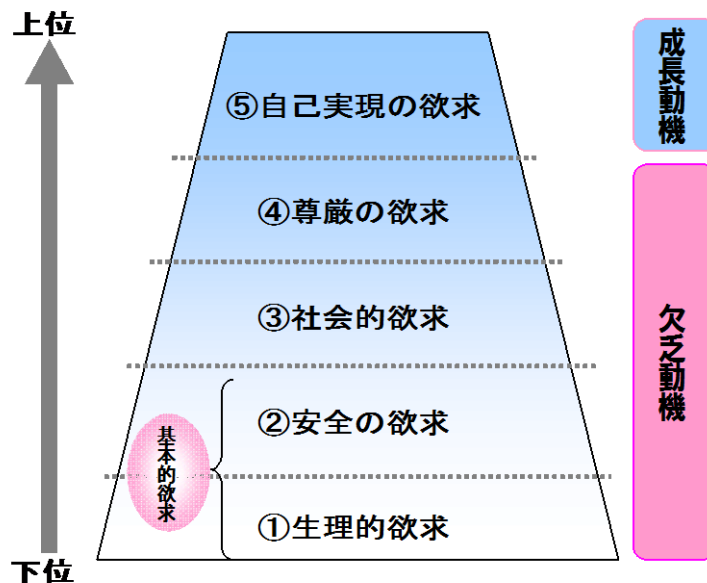 上位
成長動機
⑤自己実現の欲求
④尊厳の欲求
③社会的欲求
欠乏動機
②安全の欲求
基本的欲求
①生理的欲求
下位